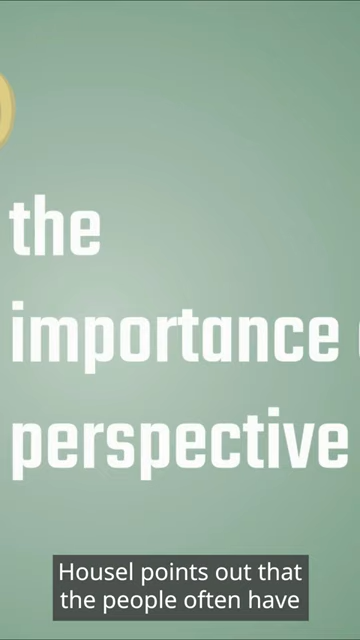 the
importance
perspective
Housel points out that
the people often have